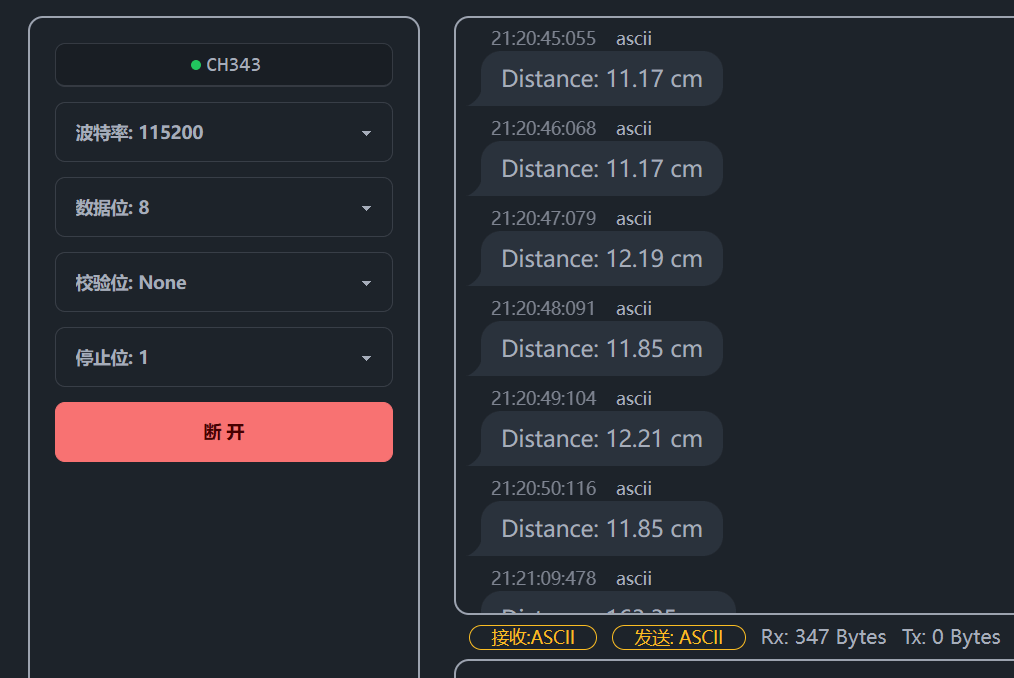 CH343
波特率: 115200
数据位: 8
校验位: None
停止位: 1
断 开
21:20:45:055 ascii
Distance: 11.17 cm
21:20:46:068 ascii
Distance: 11.17 cm
21:20:47:079 ascii
Distance: 12.19 cm
21:20:48:091 ascii
Distance: 11.85 cm
21:20:49:104 ascii
Distance: 12.21 cm
21:20:50:116 ascii
Distance: 11.85 cm
21:21:09:478 ascii
接收:ASCII 发送: ASCII Rx: 347 Bytes Tx: 0 Bytes